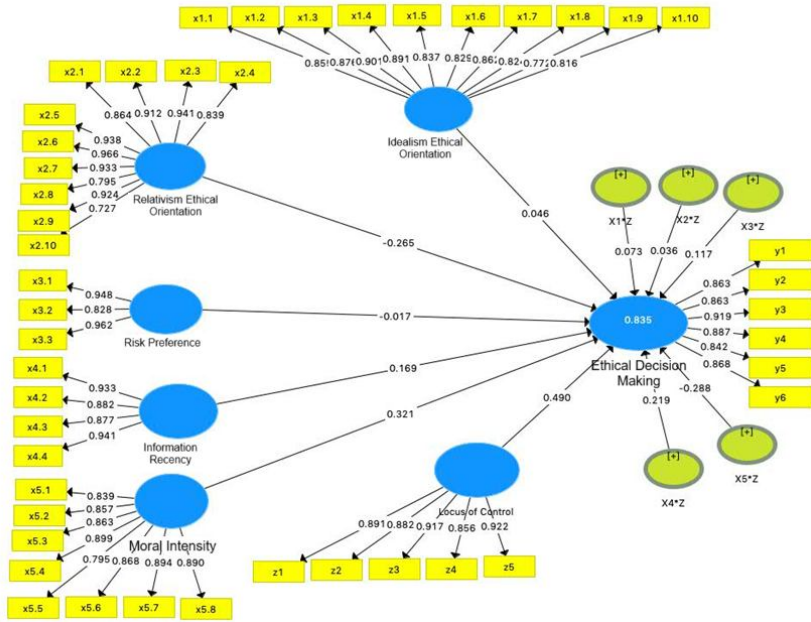 x1.1
x1.2
x1.3
x1.4
x1.5
x1.6
x1.7
x1.8
x1.9
x1.10
0.901
0.891
0.837
0.829
0.816
Idealism Ethical
Orientation
x2.1
x2.2
x2.3
x2.4
0.864
0.912
0.941
0.839
x2.5
x2.6
x2.7
x2.8
x2.9
x2.10
0.938
0.966
0.933
0.795
0.924
0.727
Relativism Ethical
Orientation
x3.1
x3.2
x3.3
0.948
0.828
0.962
Risk Preference
x4.1
x4.2
x4.3
x4.4
0.933
0.882
0.877
0.941
Information
Recency
x5.1
x5.2
x5.3
x5.4
x5.5
x5.6
x5.7
x5.8
0.839
0.857
0.863
0.899
0.795
0.868
0.894
0.890
Moral Intensity
0.046
-0.265
-0.017
0.169
0.321
0.490
Locus of Control
0.891
0.882
0.917
0.856
0.922
z1
z2
z3
z4
z5
[+]
X1*Z
[+]
X2*Z
[+]
X3*Z
0.073
0.036
0.117
0.835
Ethical Decision
Making
0.863
0.863
0.919
0.887
0.842
0.868
y1
y2
y3
y4
y5
y6
0.219
-0.288
[+]
X4*Z
[+]
X5*Z